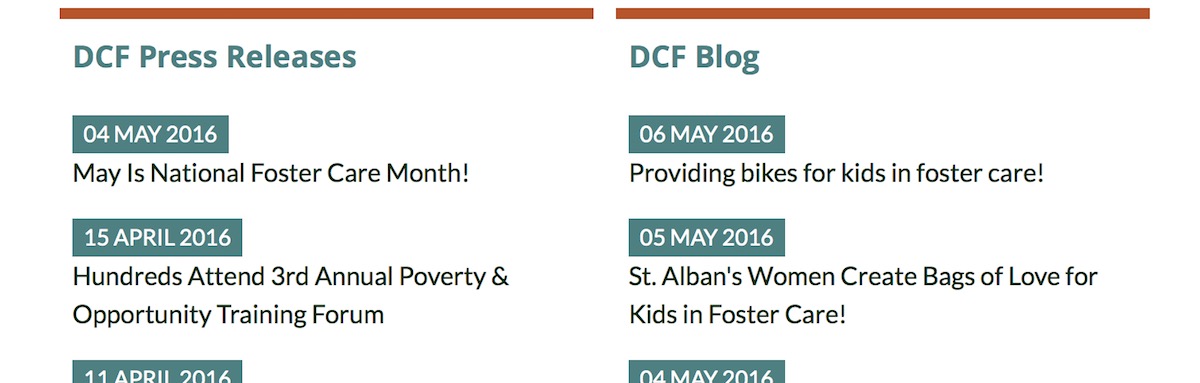 DCF Press Releases
04 MAY 2016
May Is National Foster Care Month!
15 APRIL 2016
Hundreds Attend 3rd Annual Poverty &
Opportunity Training Forum
11 APRIL 2016
DCF Blog
06 MAY 2016
Providing bikes for kids in foster care!
05 MAY 2016
St. Alban's Women Create Bags of Love for
Kids in Foster Care!
04 MAY 2016